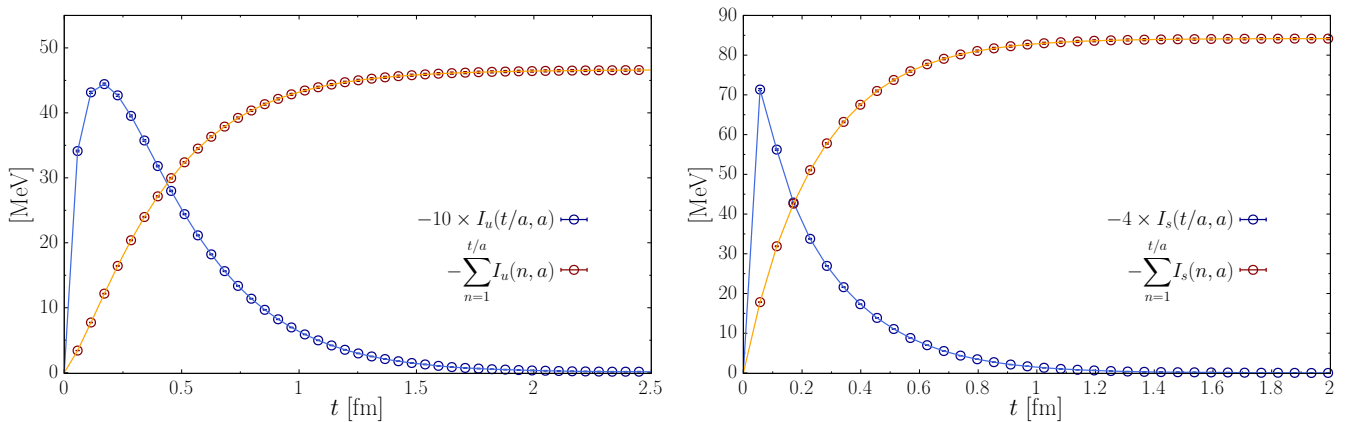 [MeV]
50
40
30
20
10
0
−10 × I_u(t/a, a)
−∑_{n=1}^{t/a} I_u(n, a)
0 0.5 1 1.5 2 2.5
t [fm]
[MeV]
90
80
70
60
50
40
30
20
10
0
−4 × I_s(t/a, a)
−∑_{n=1}^{t/a} I_s(n, a)
0 0.2 0.4 0.6 0.8 1 1.2 1.4 1.6 1.8 2
t [fm]